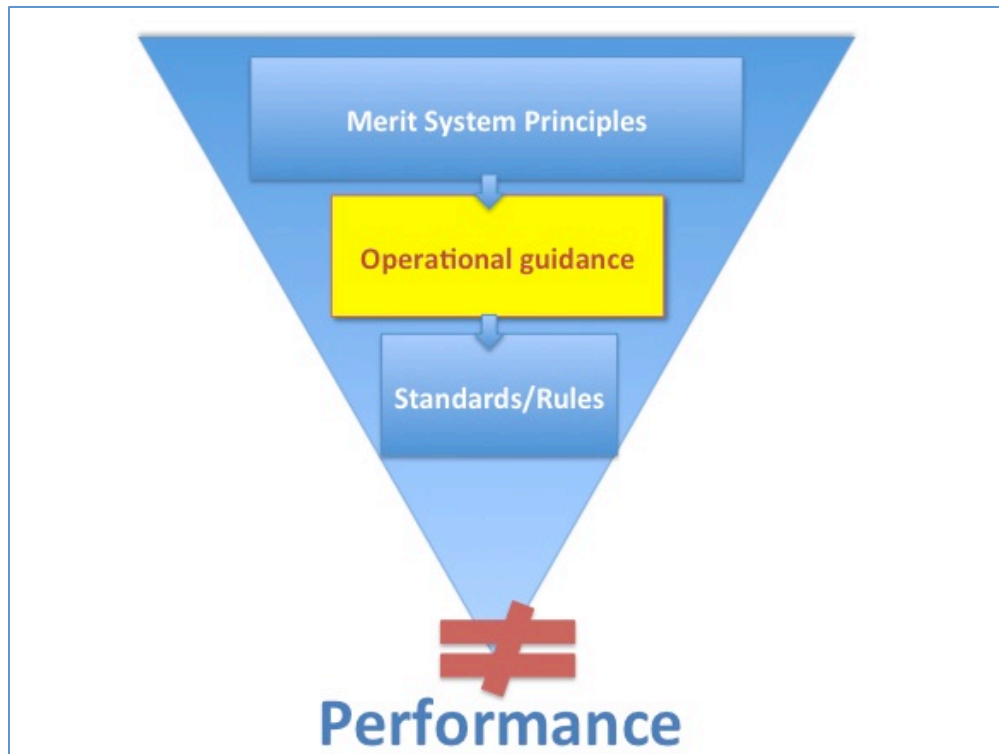 Merit System Principles
Operational guidance
Standards/Rules
≠
Performance